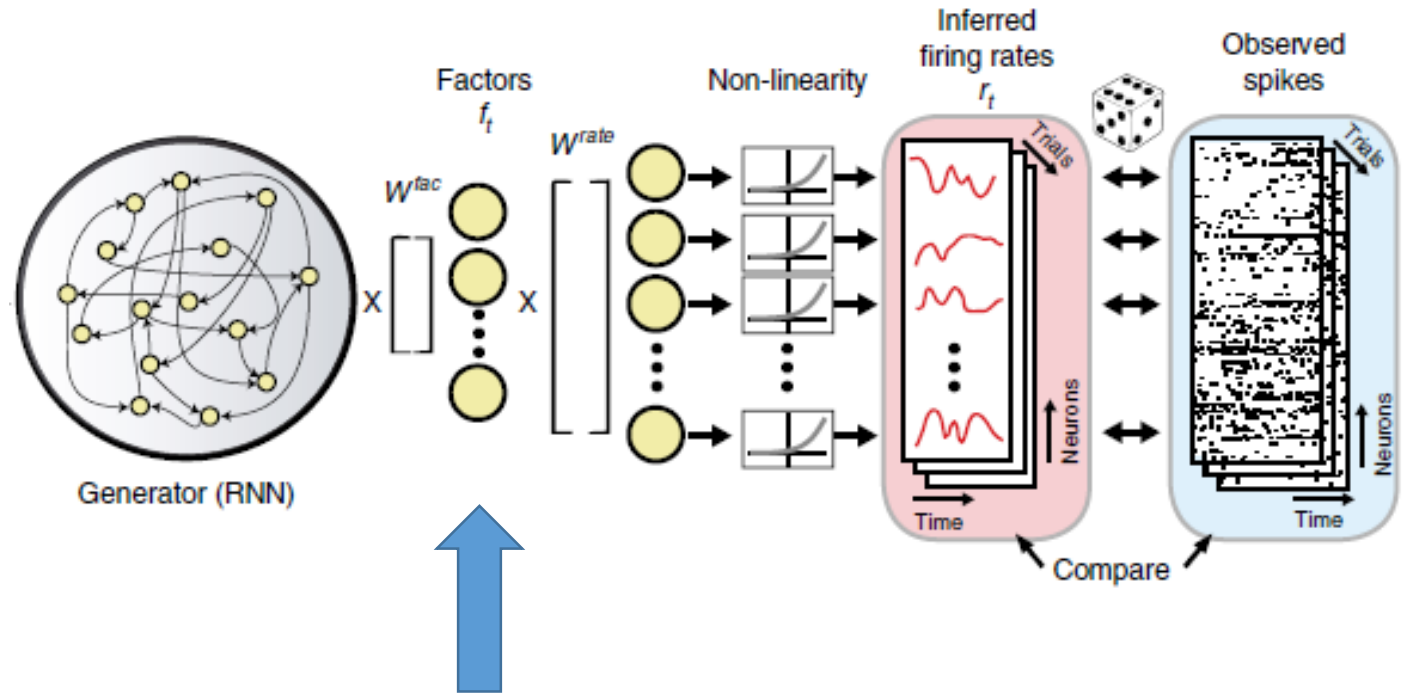 Generator (RNN)
X
W^fac
Factors
f_t
X
W^rate
Non-linearity
Inferred
firing rates
r_t
Trials
Neurons
Time
Observed
spikes
Trials
Neurons
Time
Compare